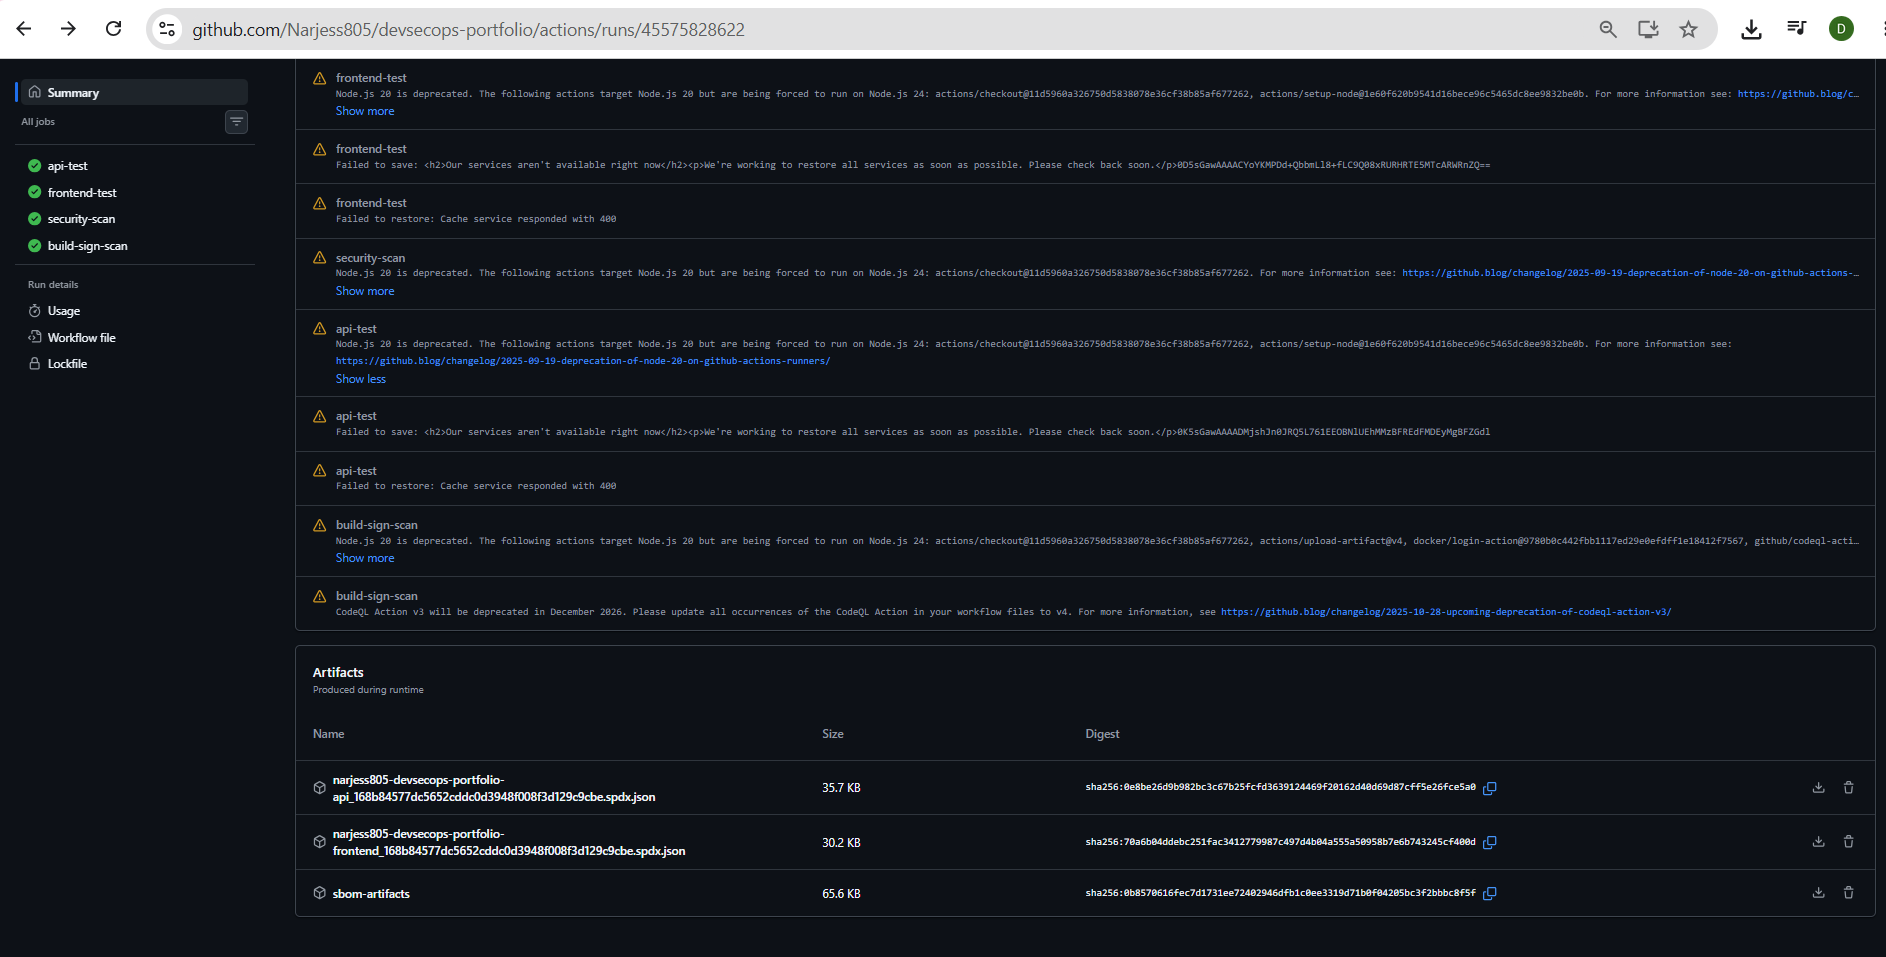 github.com/Narjess805/devsecops-portfolio/actions/runs/45575828622
D
Summary
All jobs
api-test
frontend-test
security-scan
build-sign-scan
Run details
Usage
Workflow file
Lockfile
frontend-test
Node.js 20 is deprecated. The following actions target Node.js 20 but are being forced to run on Node.js 24: actions/checkout@11d5960a326750d5838078e36cf38b85af677262, actions/setup-node@1e60f620b9541d16bece96c5465dc8ee9832be0b. For more information see: https://github.blog/c…
Show more
frontend-test
Failed to save: <h2>Our services aren't available right now</h2><p>We're working to restore all services as soon as possible. Please check back soon.</p>0D5sGawAAAACYoYKMPDd+QbbmLl8+fLC9Q08xRURHRTE5MTcARWRnZQ==
frontend-test
Failed to restore: Cache service responded with 400
security-scan
Node.js 20 is deprecated. The following actions target Node.js 20 but are being forced to run on Node.js 24: actions/checkout@11d5960a326750d5838078e36cf38b85af677262. For more information see: https://github.blog/changelog/2025-09-19-deprecation-of-node-20-on-github-actions-…
Show more
api-test
Node.js 20 is deprecated. The following actions target Node.js 20 but are being forced to run on Node.js 24: actions/checkout@11d5960a326750d5838078e36cf38b85af677262, actions/setup-node@1e60f620b9541d16bece96c5465dc8ee9832be0b. For more information see:
https://github.blog/changelog/2025-09-19-deprecation-of-node-20-on-github-actions-runners/
Show less
api-test
Failed to save: <h2>Our services aren't available right now</h2><p>We're working to restore all services as soon as possible. Please check back soon.</p>0K5sGawAAAADMjshJn0JRQ5L761EEOBNlUEhMMzBFREdFMDEyMgBFZGdl
api-test
Failed to restore: Cache service responded with 400
build-sign-scan
Node.js 20 is deprecated. The following actions target Node.js 20 but are being forced to run on Node.js 24: actions/checkout@11d5960a326750d5838078e36cf38b85af677262, actions/upload-artifact@v4, docker/login-action@9780b0c442fbb1117ed29e0efdff1e18412f7567, github/codeql-acti…
Show more
build-sign-scan
CodeQL Action v3 will be deprecated in December 2026. Please update all occurrences of the CodeQL Action in your workflow files to v4. For more information, see https://github.blog/changelog/2025-10-28-upcoming-deprecation-of-codeql-action-v3/
Artifacts
Produced during runtime
Name Size Digest
narjess805-devsecops-portfolio-
api_168b84577dc5652cddc0d3948f008f3d129c9cbe.spdx.json 35.7 KB sha256:0e8be26d9b982bc3c67b25fcfd3639124469f20162d40d69d87cff5e26fce5a0
narjess805-devsecops-portfolio-
frontend_168b84577dc5652cddc0d3948f008f3d129c9cbe.spdx.json 30.2 KB sha256:70a6b04ddebc251fac3412779987c497d4b04a555a50958b7e6b743245cf400d
sbom-artifacts 65.6 KB sha256:0b8570616fec7d1731ee72402946dfb1c0ee3319d71b0f04205bc3f2bbbc8f5f